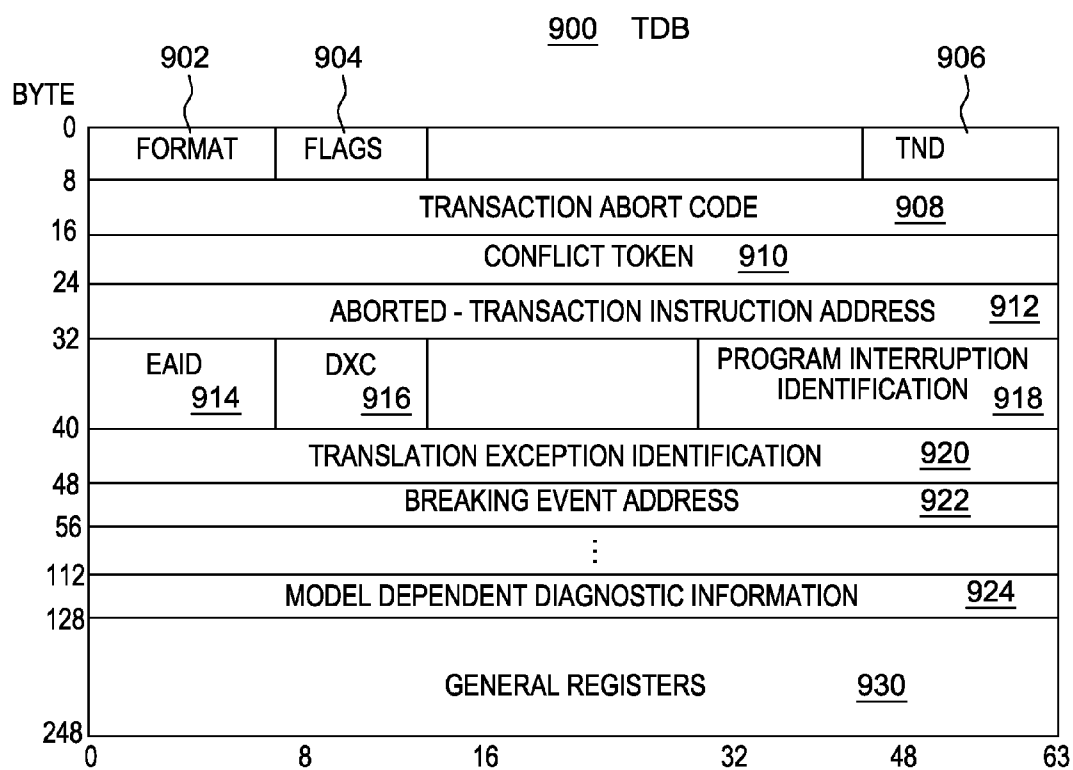 900 TDB
902 904 906
BYTE
0 FORMAT FLAGS TND
8
TRANSACTION ABORT CODE 908
16
CONFLICT TOKEN 910
24
ABORTED - TRANSACTION INSTRUCTION ADDRESS 912
32
EAID DXC PROGRAM INTERRUPTION
914 916 IDENTIFICATION 918
40
TRANSLATION EXCEPTION IDENTIFICATION 920
48
BREAKING EVENT ADDRESS 922
56
⋮
112
MODEL DEPENDENT DIAGNOSTIC INFORMATION 924
128
GENERAL REGISTERS 930
248
0 8 16 32 48 63